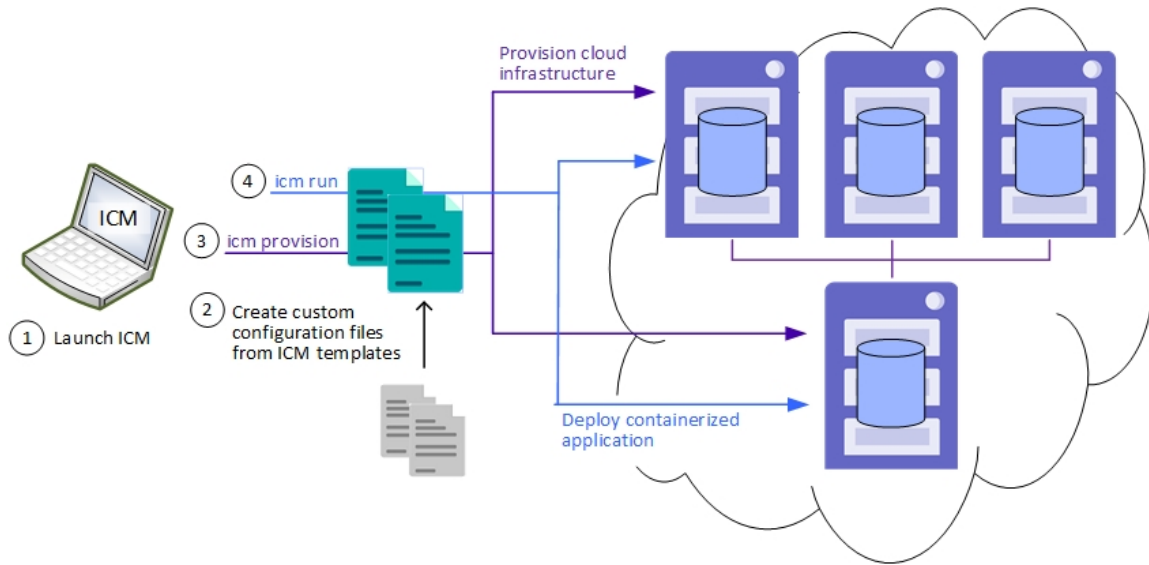 ICM
1 Launch ICM
2 Create custom
configuration files
from ICM templates
3 icm provision
4 icm run
Provision cloud
infrastructure
Deploy containerized
application